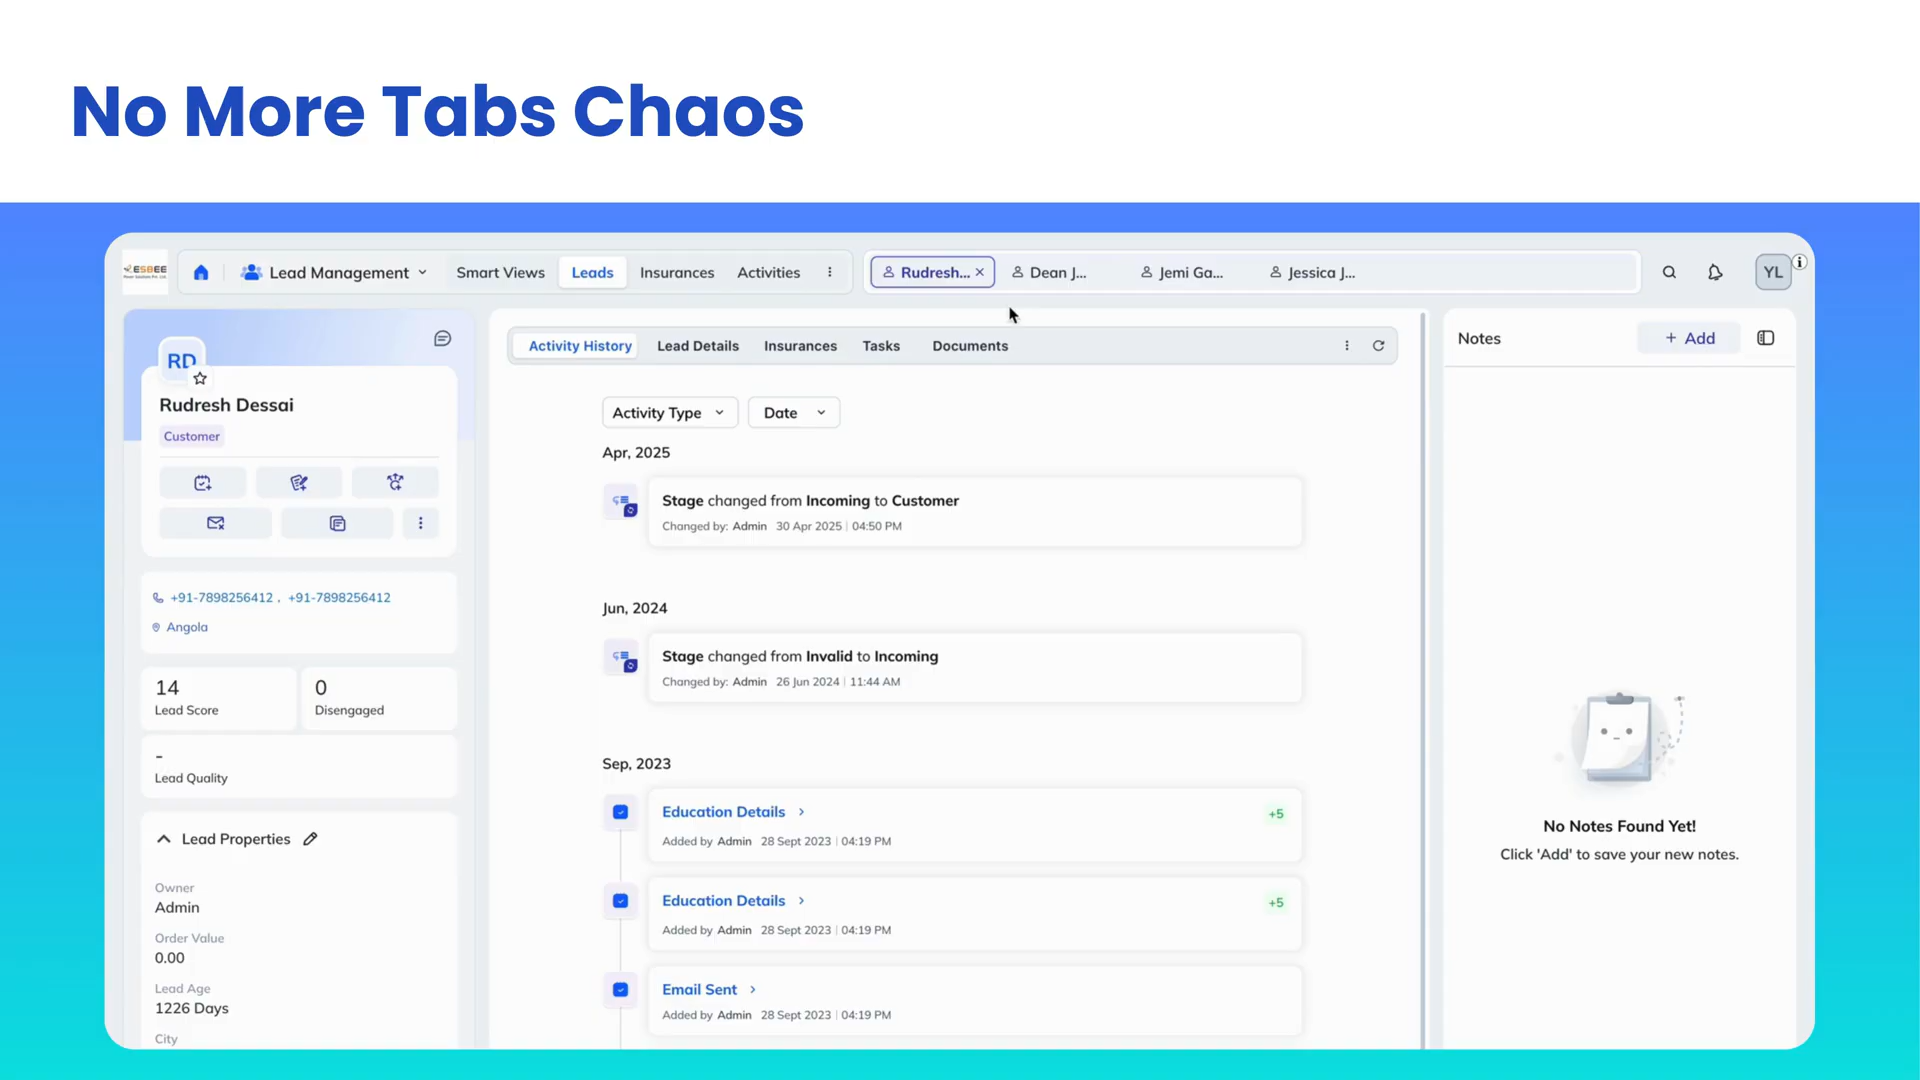 No More Tabs Chaos
ESBEE
Lead Management
Smart Views
Leads
Insurances
Activities
Rudresh...
Dean J...
Jemi Ga...
Jessica J...
YL
RD
Rudresh Dessai
Customer
+91-7898256412 , +91-7898256412
Angola
14
Lead Score
0
Disengaged
-
Lead Quality
Lead Properties
Owner
Admin
Order Value
0.00
Lead Age
1226 Days
City
Activity History
Lead Details
Insurances
Tasks
Documents
Activity Type
Date
Apr, 2025
Stage changed from Incoming to Customer
Changed by: Admin 30 Apr 2025 | 04:50 PM
Jun, 2024
Stage changed from Invalid to Incoming
Changed by: Admin 26 Jun 2024 | 11:44 AM
Sep, 2023
Education Details
+5
Added by Admin 28 Sept 2023 | 04:19 PM
Education Details
+5
Added by Admin 28 Sept 2023 | 04:19 PM
Email Sent
Added by Admin 28 Sept 2023 | 04:19 PM
Notes
+ Add
No Notes Found Yet!
Click 'Add' to save your new notes.